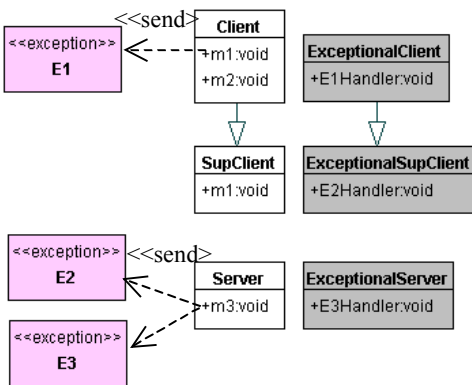 <<send>
Client
+m1:void
+m2:void
<<exception>>
E1
ExceptionalClient
+E1Handler:void
SupClient
+m1:void
ExceptionalSupClient
+E2Handler:void
<<exception>>
E2
<<send>
Server
+m3:void
ExceptionalServer
+E3Handler:void
<<exception>>
E3